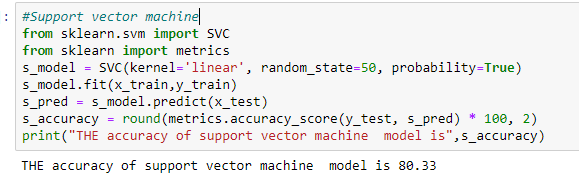 :
#Support vector machine
from sklearn.svm import SVC
from sklearn import metrics
s_model = SVC(kernel='linear', random_state=50, probability=True)
s_model.fit(x_train,y_train)
s_pred = s_model.predict(x_test)
s_accuracy = round(metrics.accuracy_score(y_test, s_pred) * 100, 2)
print("THE accuracy of support vector machine  model is",s_accuracy)
THE accuracy of support vector machine  model is 80.33